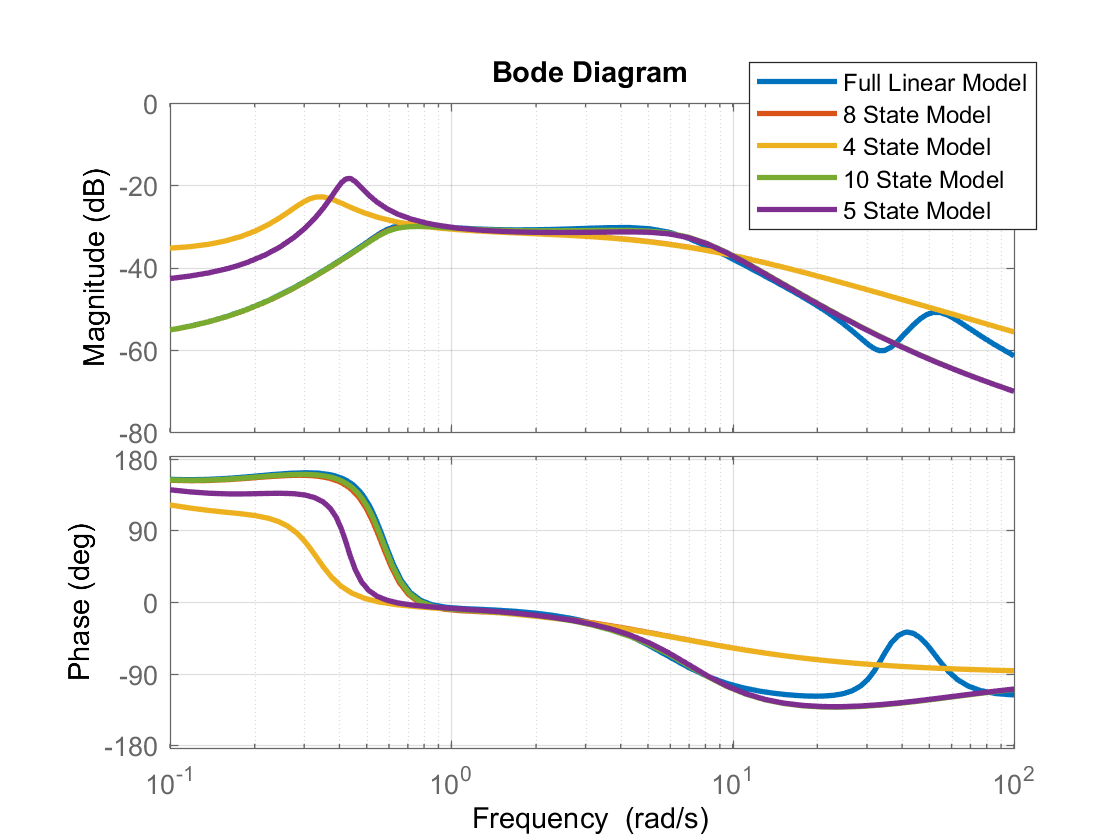 Bode Diagram
Full Linear Model
8 State Model
4 State Model
10 State Model
5 State Model
Magnitude (dB)
0
-20
-40
-60
-80
Phase (deg)
180
90
0
-90
-180
10^-1
10^0
10^1
10^2
Frequency (rad/s)